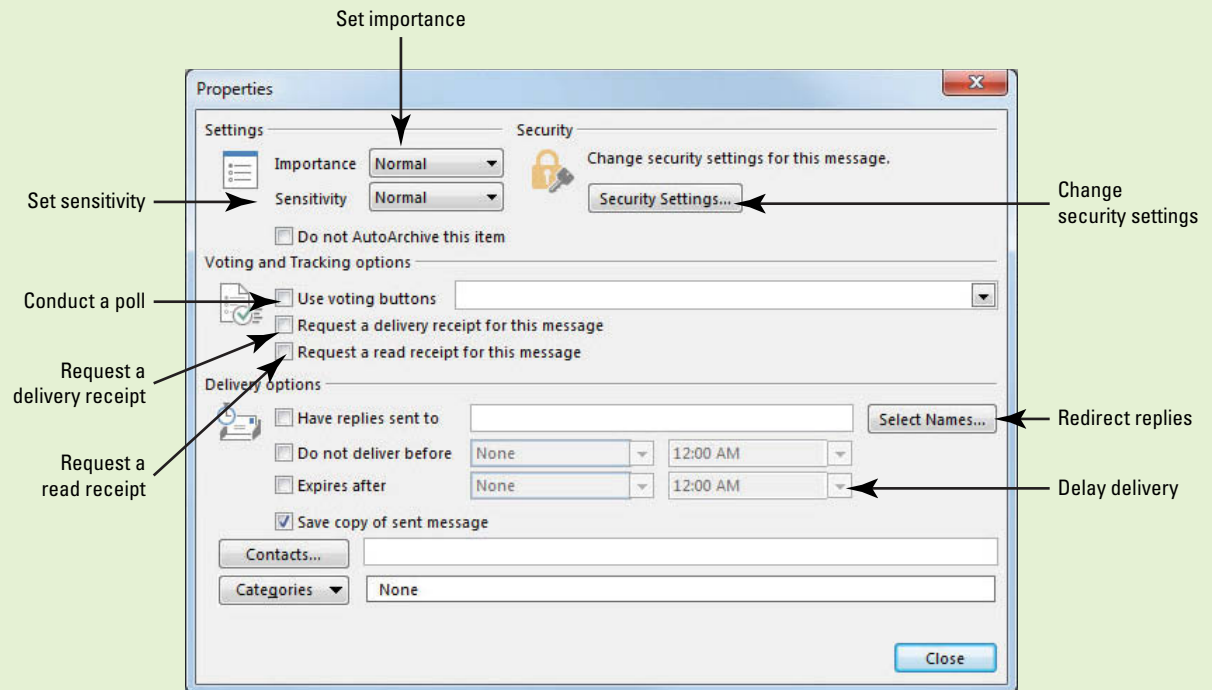 Set importance
Properties
X
Settings
Security
Importance
Normal
Change security settings for this message.
Set sensitivity
Sensitivity
Normal
Security Settings...
Change
security settings
Do not AutoArchive this item
Voting and Tracking options
Conduct a poll
Use voting buttons
Request a delivery receipt for this message
Request a read receipt for this message
Request a
delivery receipt
Delivery options
Have replies sent to
Select Names...
Redirect replies
Do not deliver before
None
12:00 AM
Request a
read receipt
Expires after
None
12:00 AM
Delay delivery
Save copy of sent message
Contacts...
Categories
None
Close